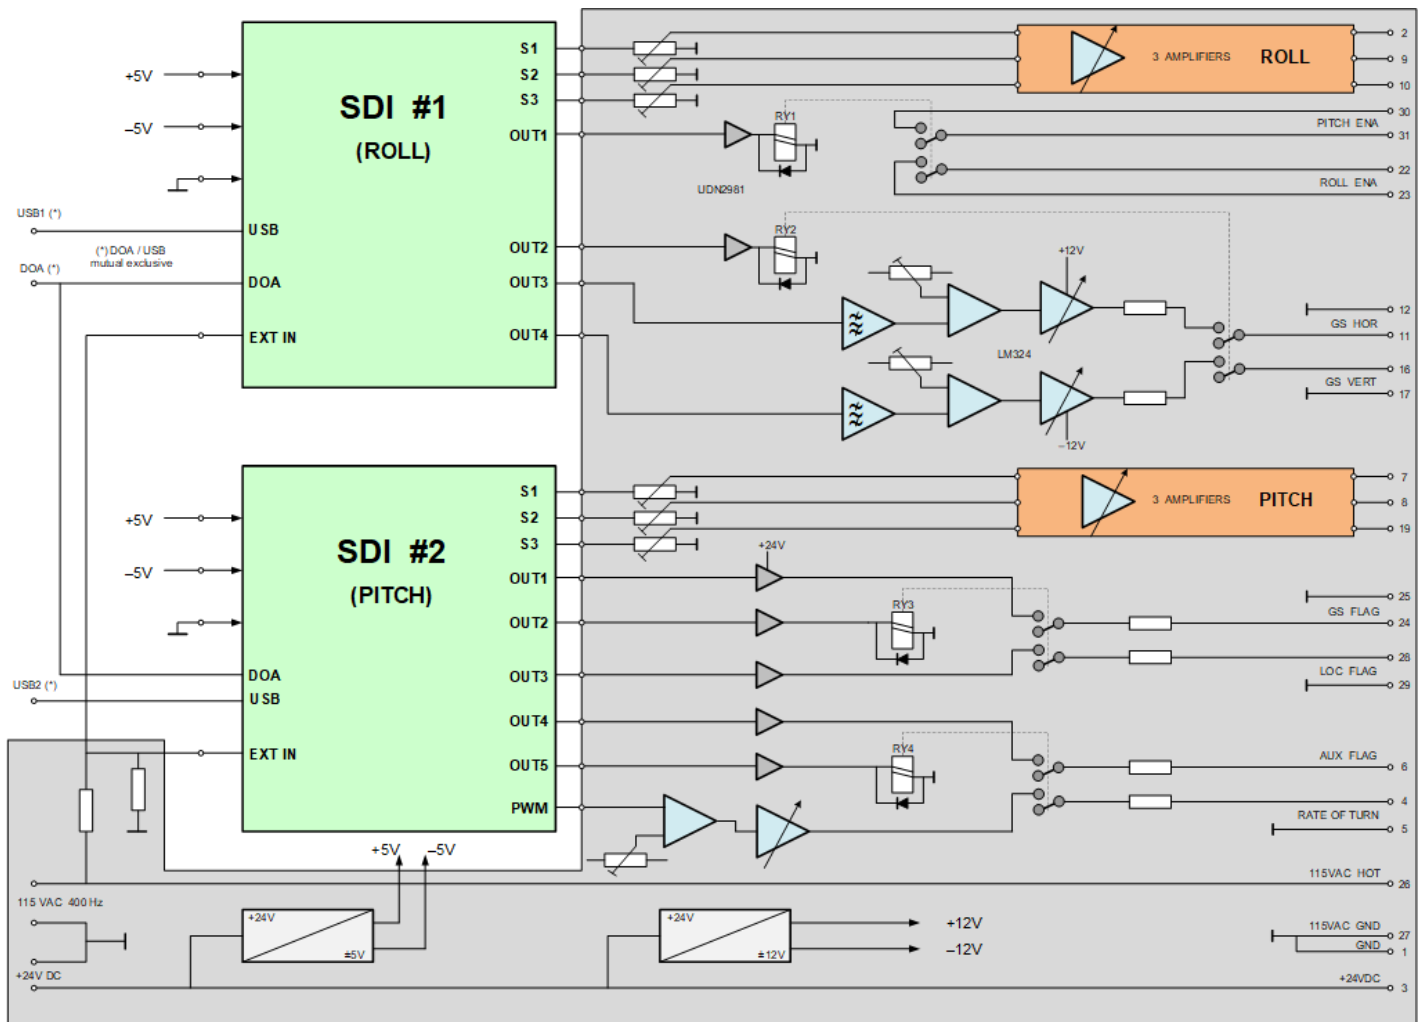 S1
2
3 AMPLIFIERS ROLL
S2
9
+5V
S3
10
SDI #1
30
RY1
PITCH ENA
–5V
OUT1
31
(ROLL)
22
UDN2981
ROLL ENA
23
USB1 (*)
USB
RY2
(*) DOA / USB
mutual exclusive
OUT2
+12V
DOA (*)
DOA
OUT3
12
GS HOR
EXT IN
OUT4
11
LM324
16
GS VERT
17
–12V
7
S1
3 AMPLIFIERS PITCH
8
+5V
S2
19
S3
+24V
SDI #2
–5V
OUT1
(PITCH)
25
RY3
GS FLAG
OUT2
24
28
DOA
OUT3
LOC FLAG
USB2 (*)
USB
29
OUT4
RY4
EXT IN
AUX FLAG
OUT5
6
4
PWM
RATE OF TURN
5
+5V –5V
115VAC HOT
26
115 VAC 400 Hz
+24V
+24V
+12V
115VAC GND
27
GND
1
±5V
±12V
–12V
+24V DC
+24VDC
3